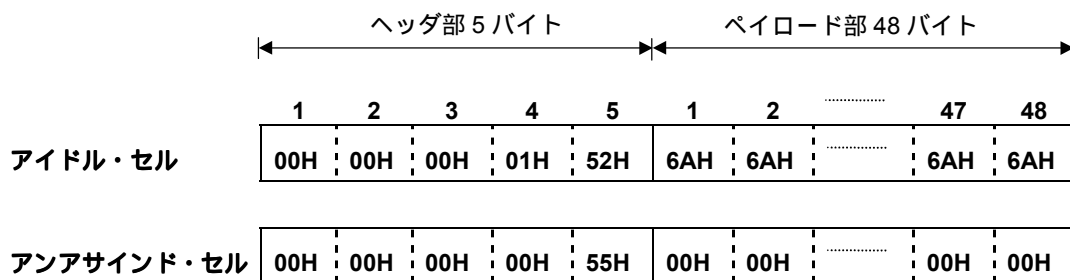 ヘッダ部 5 バイト ペイロード部 48 バイト
1 2 3 4 5 1 2 47 48
アイドル・セル 00H 00H 00H 01H 52H 6AH 6AH 6AH 6AH
アンアサインド・セル 00H 00H 00H 00H 55H 00H 00H 00H 00H